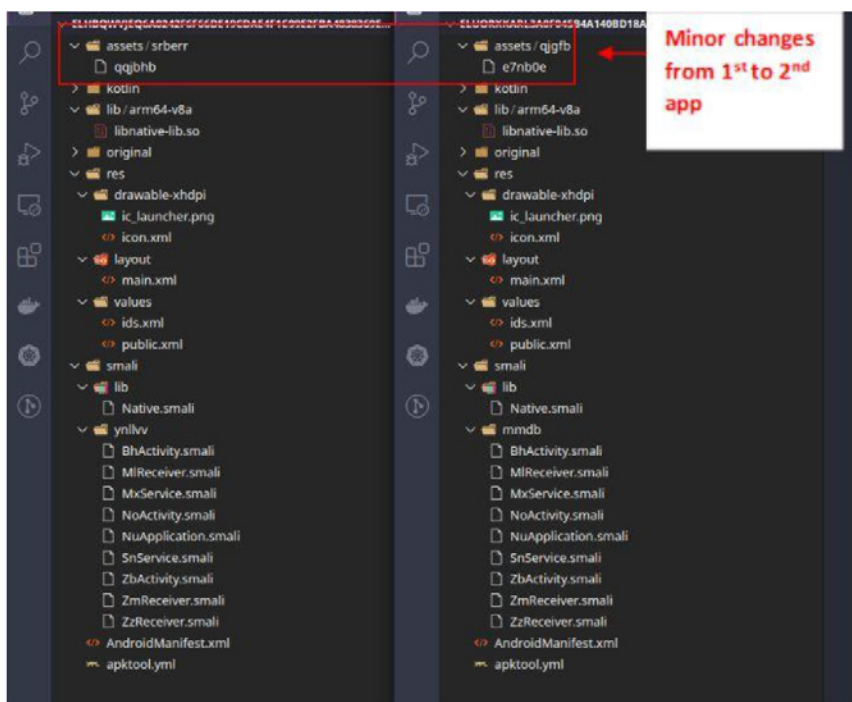 assets/srberr
qqjbhb
kotlin
lib/arm64-v8a
libnative-lib.so
original
res
drawable-xhdpi
ic_launcher.png
icon.xml
layout
main.xml
values
ids.xml
public.xml
smali
lib
Native.smali
ynllvv
BhActivity.smali
MlReceiver.smali
MxService.smali
NoActivity.smali
NuApplication.smali
SnService.smali
ZbActivity.smali
ZmReceiver.smali
ZzReceiver.smali
AndroidManifest.xml
apktool.yml
assets/qjgfb
e7nb0e
kotlin
lib/arm64-v8a
libnative-lib.so
original
res
drawable-xhdpi
ic_launcher.png
icon.xml
layout
main.xml
values
ids.xml
public.xml
smali
lib
Native.smali
mmdb
BhActivity.smali
MlReceiver.smali
MxService.smali
NoActivity.smali
NuApplication.smali
SnService.smali
ZbActivity.smali
ZmReceiver.smali
ZzReceiver.smali
AndroidManifest.xml
apktool.yml
Minor changes
from 1st to 2nd
app